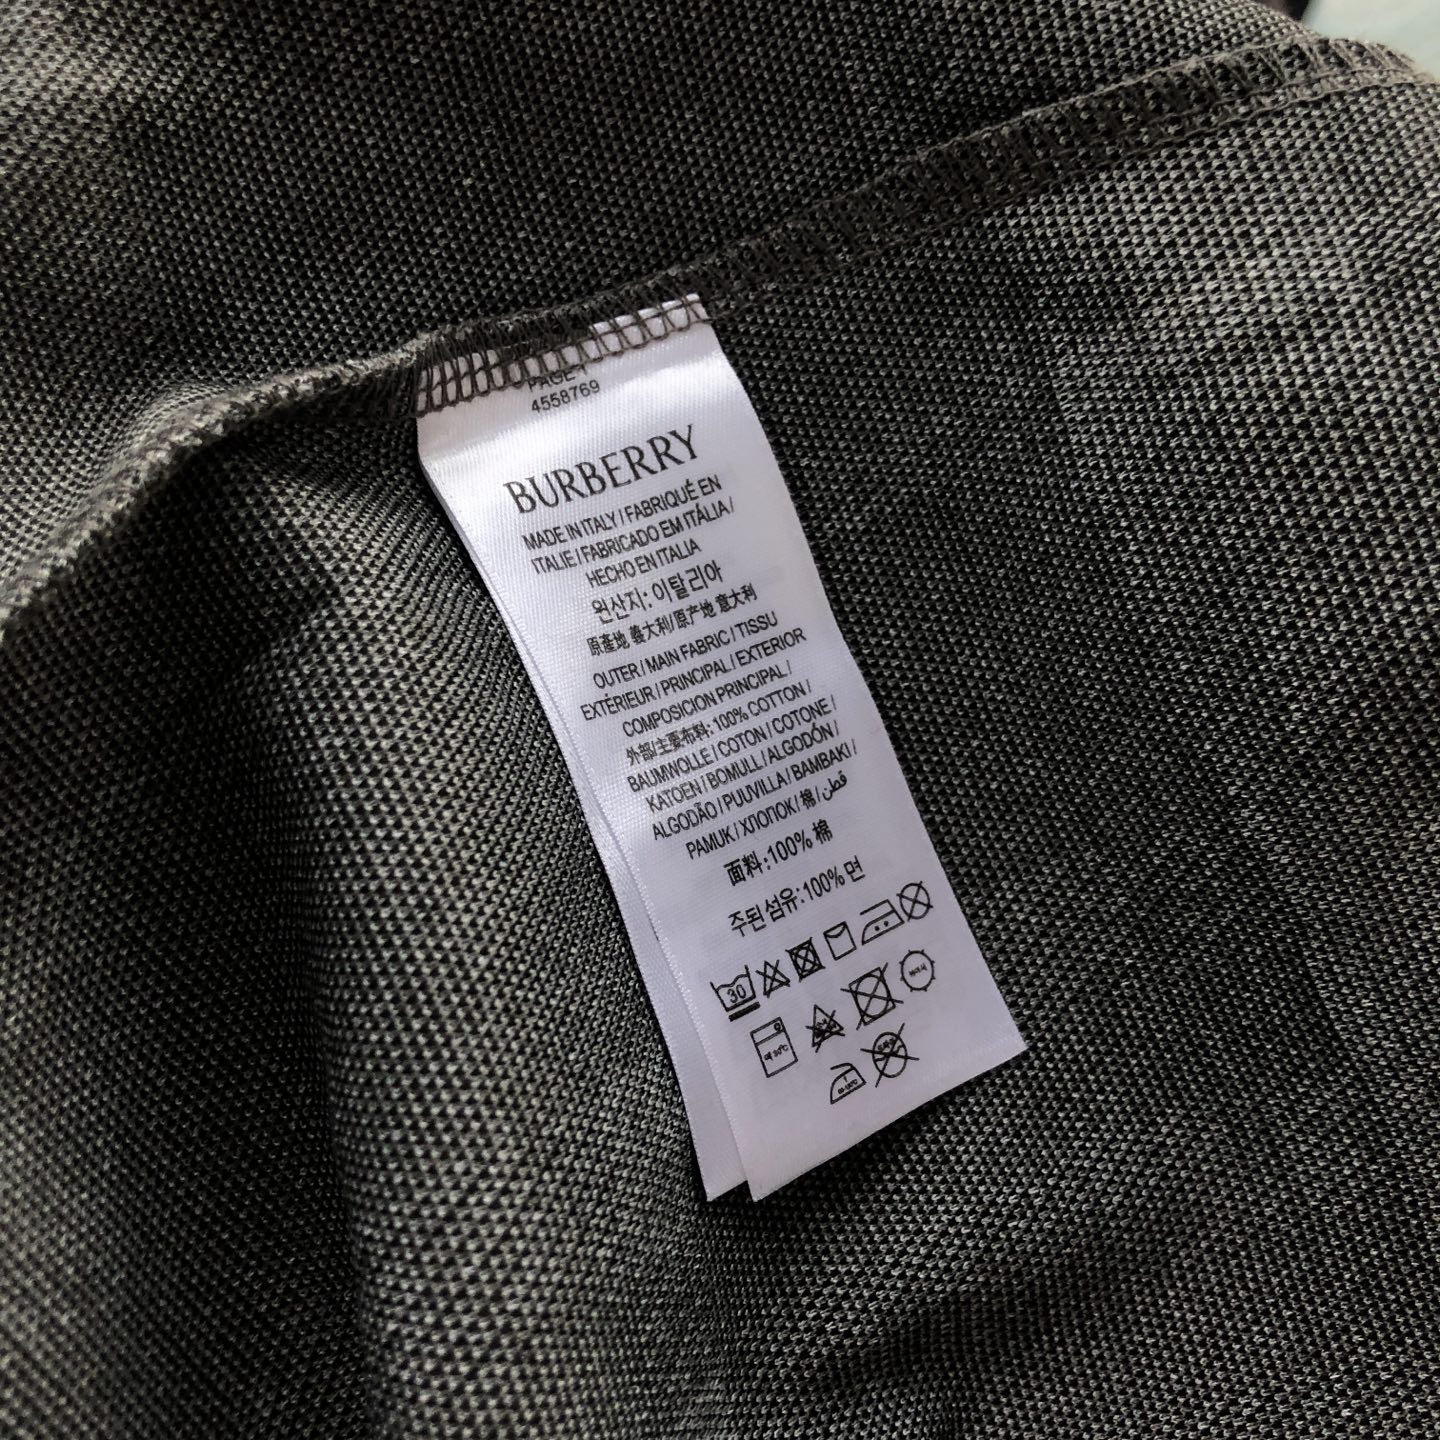 PAGE 1
4558769
BURBERRY
MADE IN ITALY / FABRIQUÉ EN
ITALIE / FABRICADO EM ITÁLIA /
HECHO EN ITALIA
원산지: 이탈리아
原產地 義大利/原产地 意大利
OUTER / MAIN FABRIC / TISSU
EXTÉRIEUR / PRINCIPAL / EXTERIOR
COMPOSICION PRINCIPAL /
外部/主要布料: 100% COTTON /
BAUMWOLLE / COTON / COTONE /
KATOEN / BOMULL / ALGODÓN /
ALGODÃO / PUUVILLA / BAMBAKI /
PAMUK / ХЛОПОК / 棉 / قطن
面料:100% 棉
주된 섬유:100% 면
30